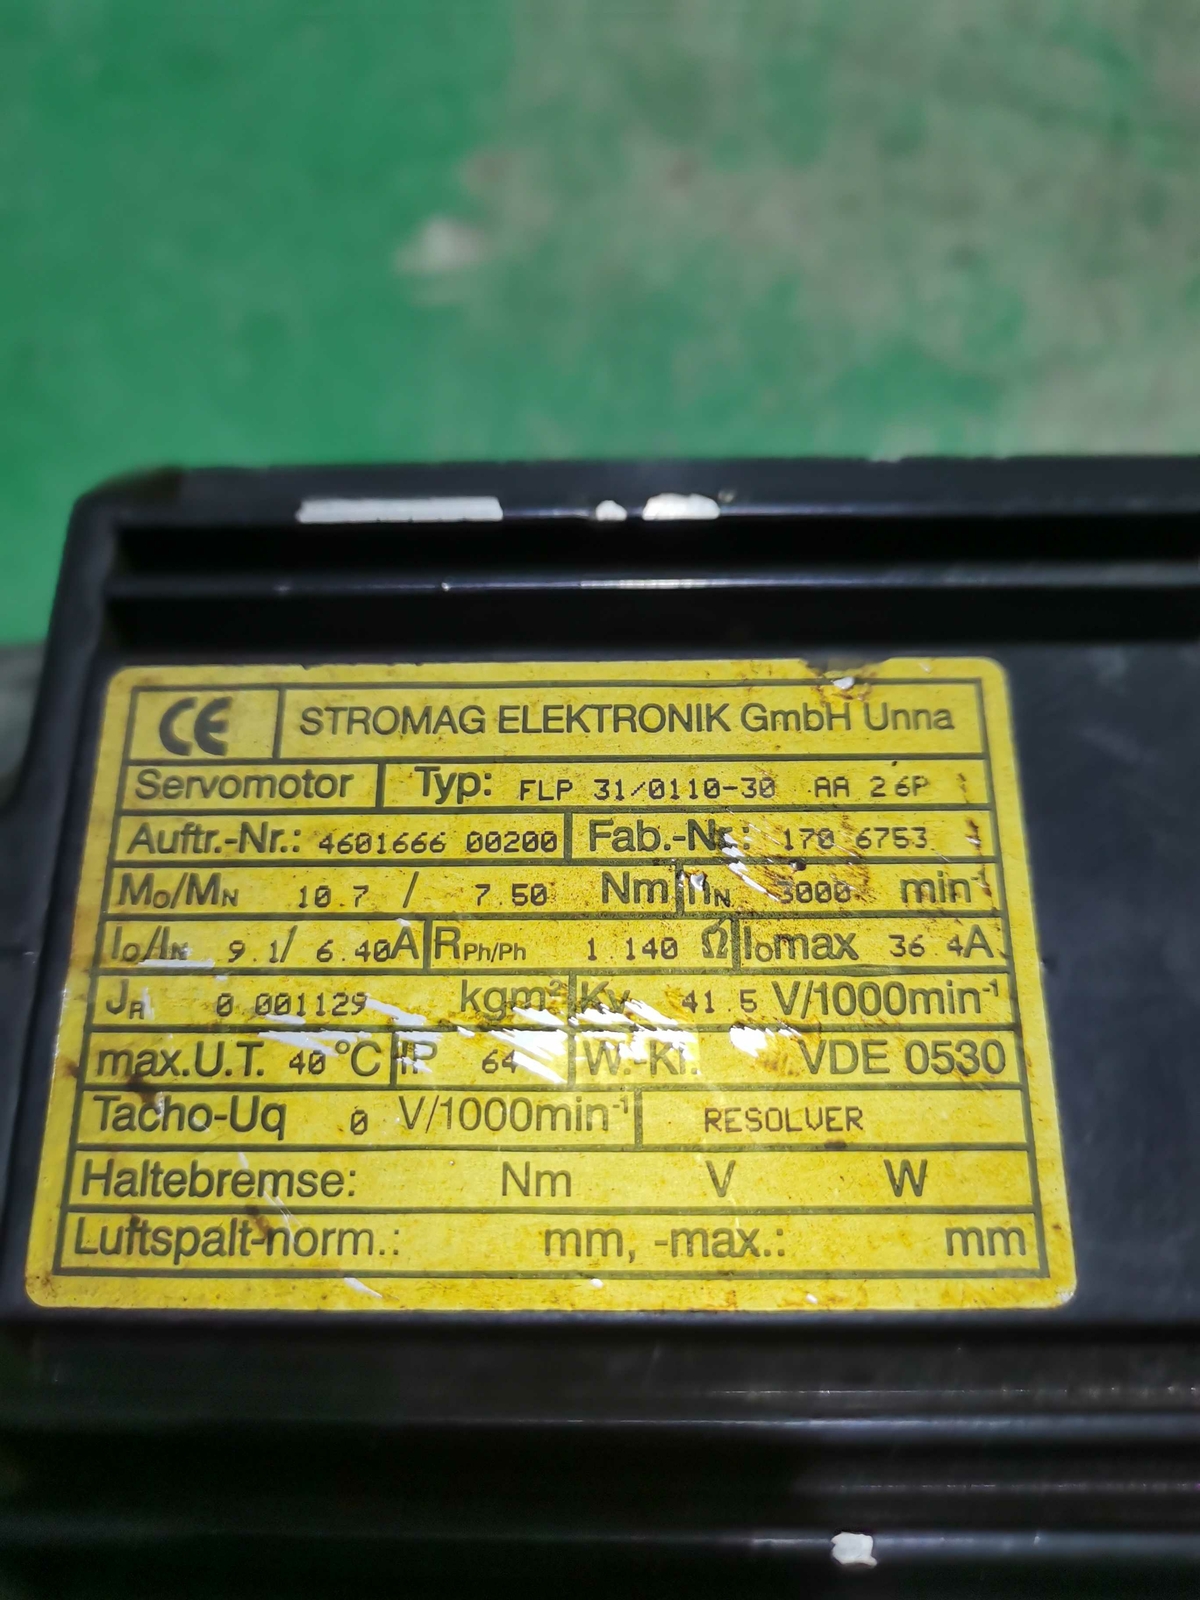 CE STROMAG ELEKTRONIK GmbH Unna
Servomotor Typ: FLP 31/0110-30 AA 26P
Auftr.-Nr.: 4601666 00200 Fab.-Nr.: 170 6753
Mo/MN 10.7 / 7.50 Nm nN 3000 min-1
Io/IN 9.1/ 6.40A RPh/Ph 1.140 Ω Iomax 36.4A
JR 0.001129 kgm² Kv 41.5 V/1000min-1
max.U.T. 40 °C IP 64 W.-Kl. VDE 0530
Tacho-Uq 0 V/1000min-1 RESOLVER
Haltebremse: Nm V W
Luftspalt-norm.: mm, -max.: mm